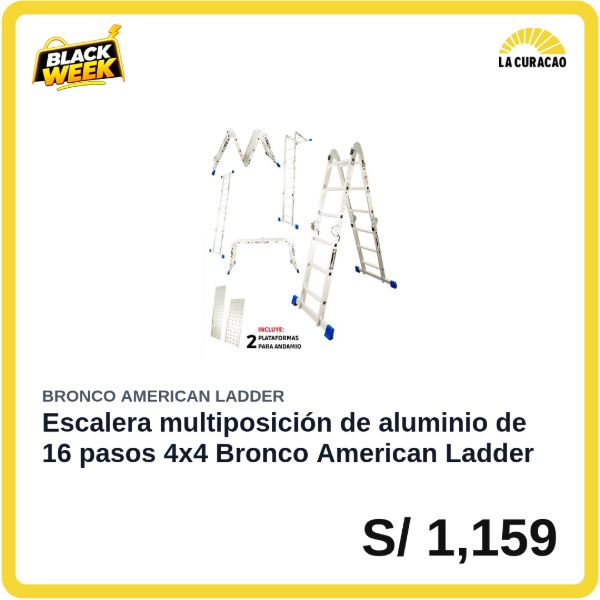 BLACK
WEEK
LA CURACAO
INCLUYE:
2 PLATAFORMAS
PARA ANDAMIO
BRONCO AMERICAN LADDER
Escalera multiposición de aluminio de
16 pasos 4x4 Bronco American Ladder
S/ 1,159